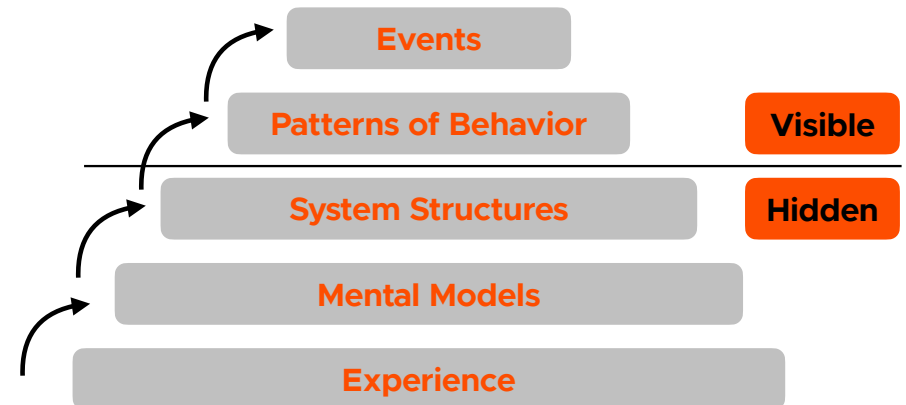 Events
Patterns of Behavior
Visible
System Structures
Hidden
Mental Models
Experience